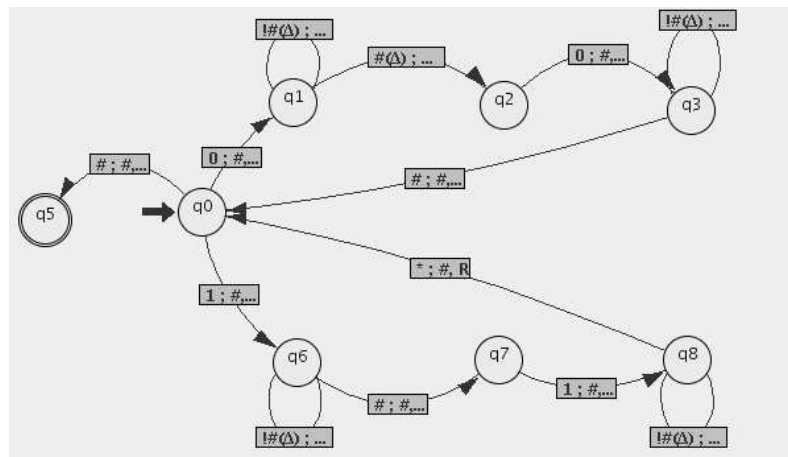 !#(Δ) ; ...
!#(Δ) ; ...
#(Δ) ; ...
0 ; #,...
q1
q2
q3
0 ; #,...
# ; #,...
# ; #,...
q5
q0
* ; #, R
1 ; #,...
q6
q7
q8
# ; #,...
1 ; #,...
!#(Δ) ; ...
!#(Δ) ; ...